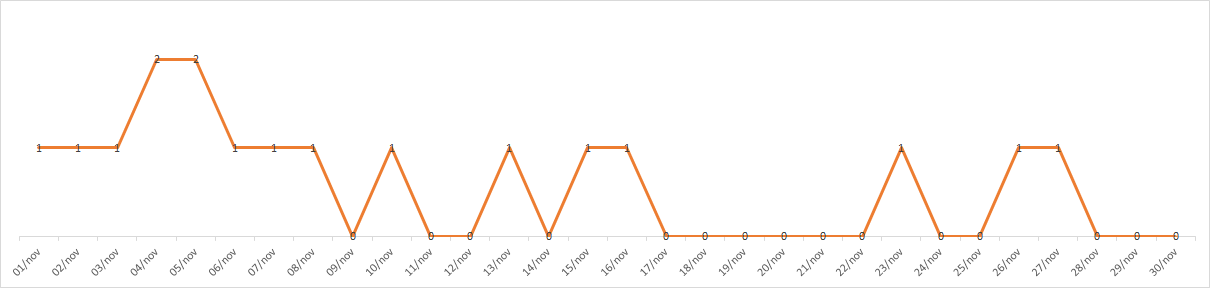 2 2
1 1 1 1 1 1 1 1 1 1 1 1 1
0 0 0 0 0 0 0 0 0 0 0 0 0 0 0
01/nov 02/nov 03/nov 04/nov 05/nov 06/nov 07/nov 08/nov 09/nov 10/nov 11/nov 12/nov 13/nov 14/nov 15/nov 16/nov 17/nov 18/nov 19/nov 20/nov 21/nov 22/nov 23/nov 24/nov 25/nov 26/nov 27/nov 28/nov 29/nov 30/nov